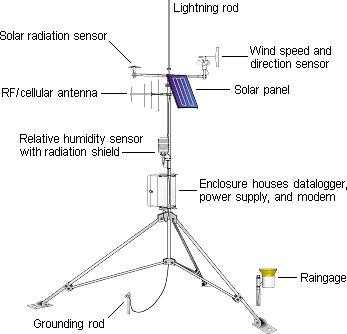 Lightning rod
Solar radiation sensor
Wind speed and
direction sensor
RF/cellular antenna
Solar panel
Relative humidity sensor
with radiation shield
Enclosure houses datalogger,
power supply, and modem
Raingage
Grounding rod